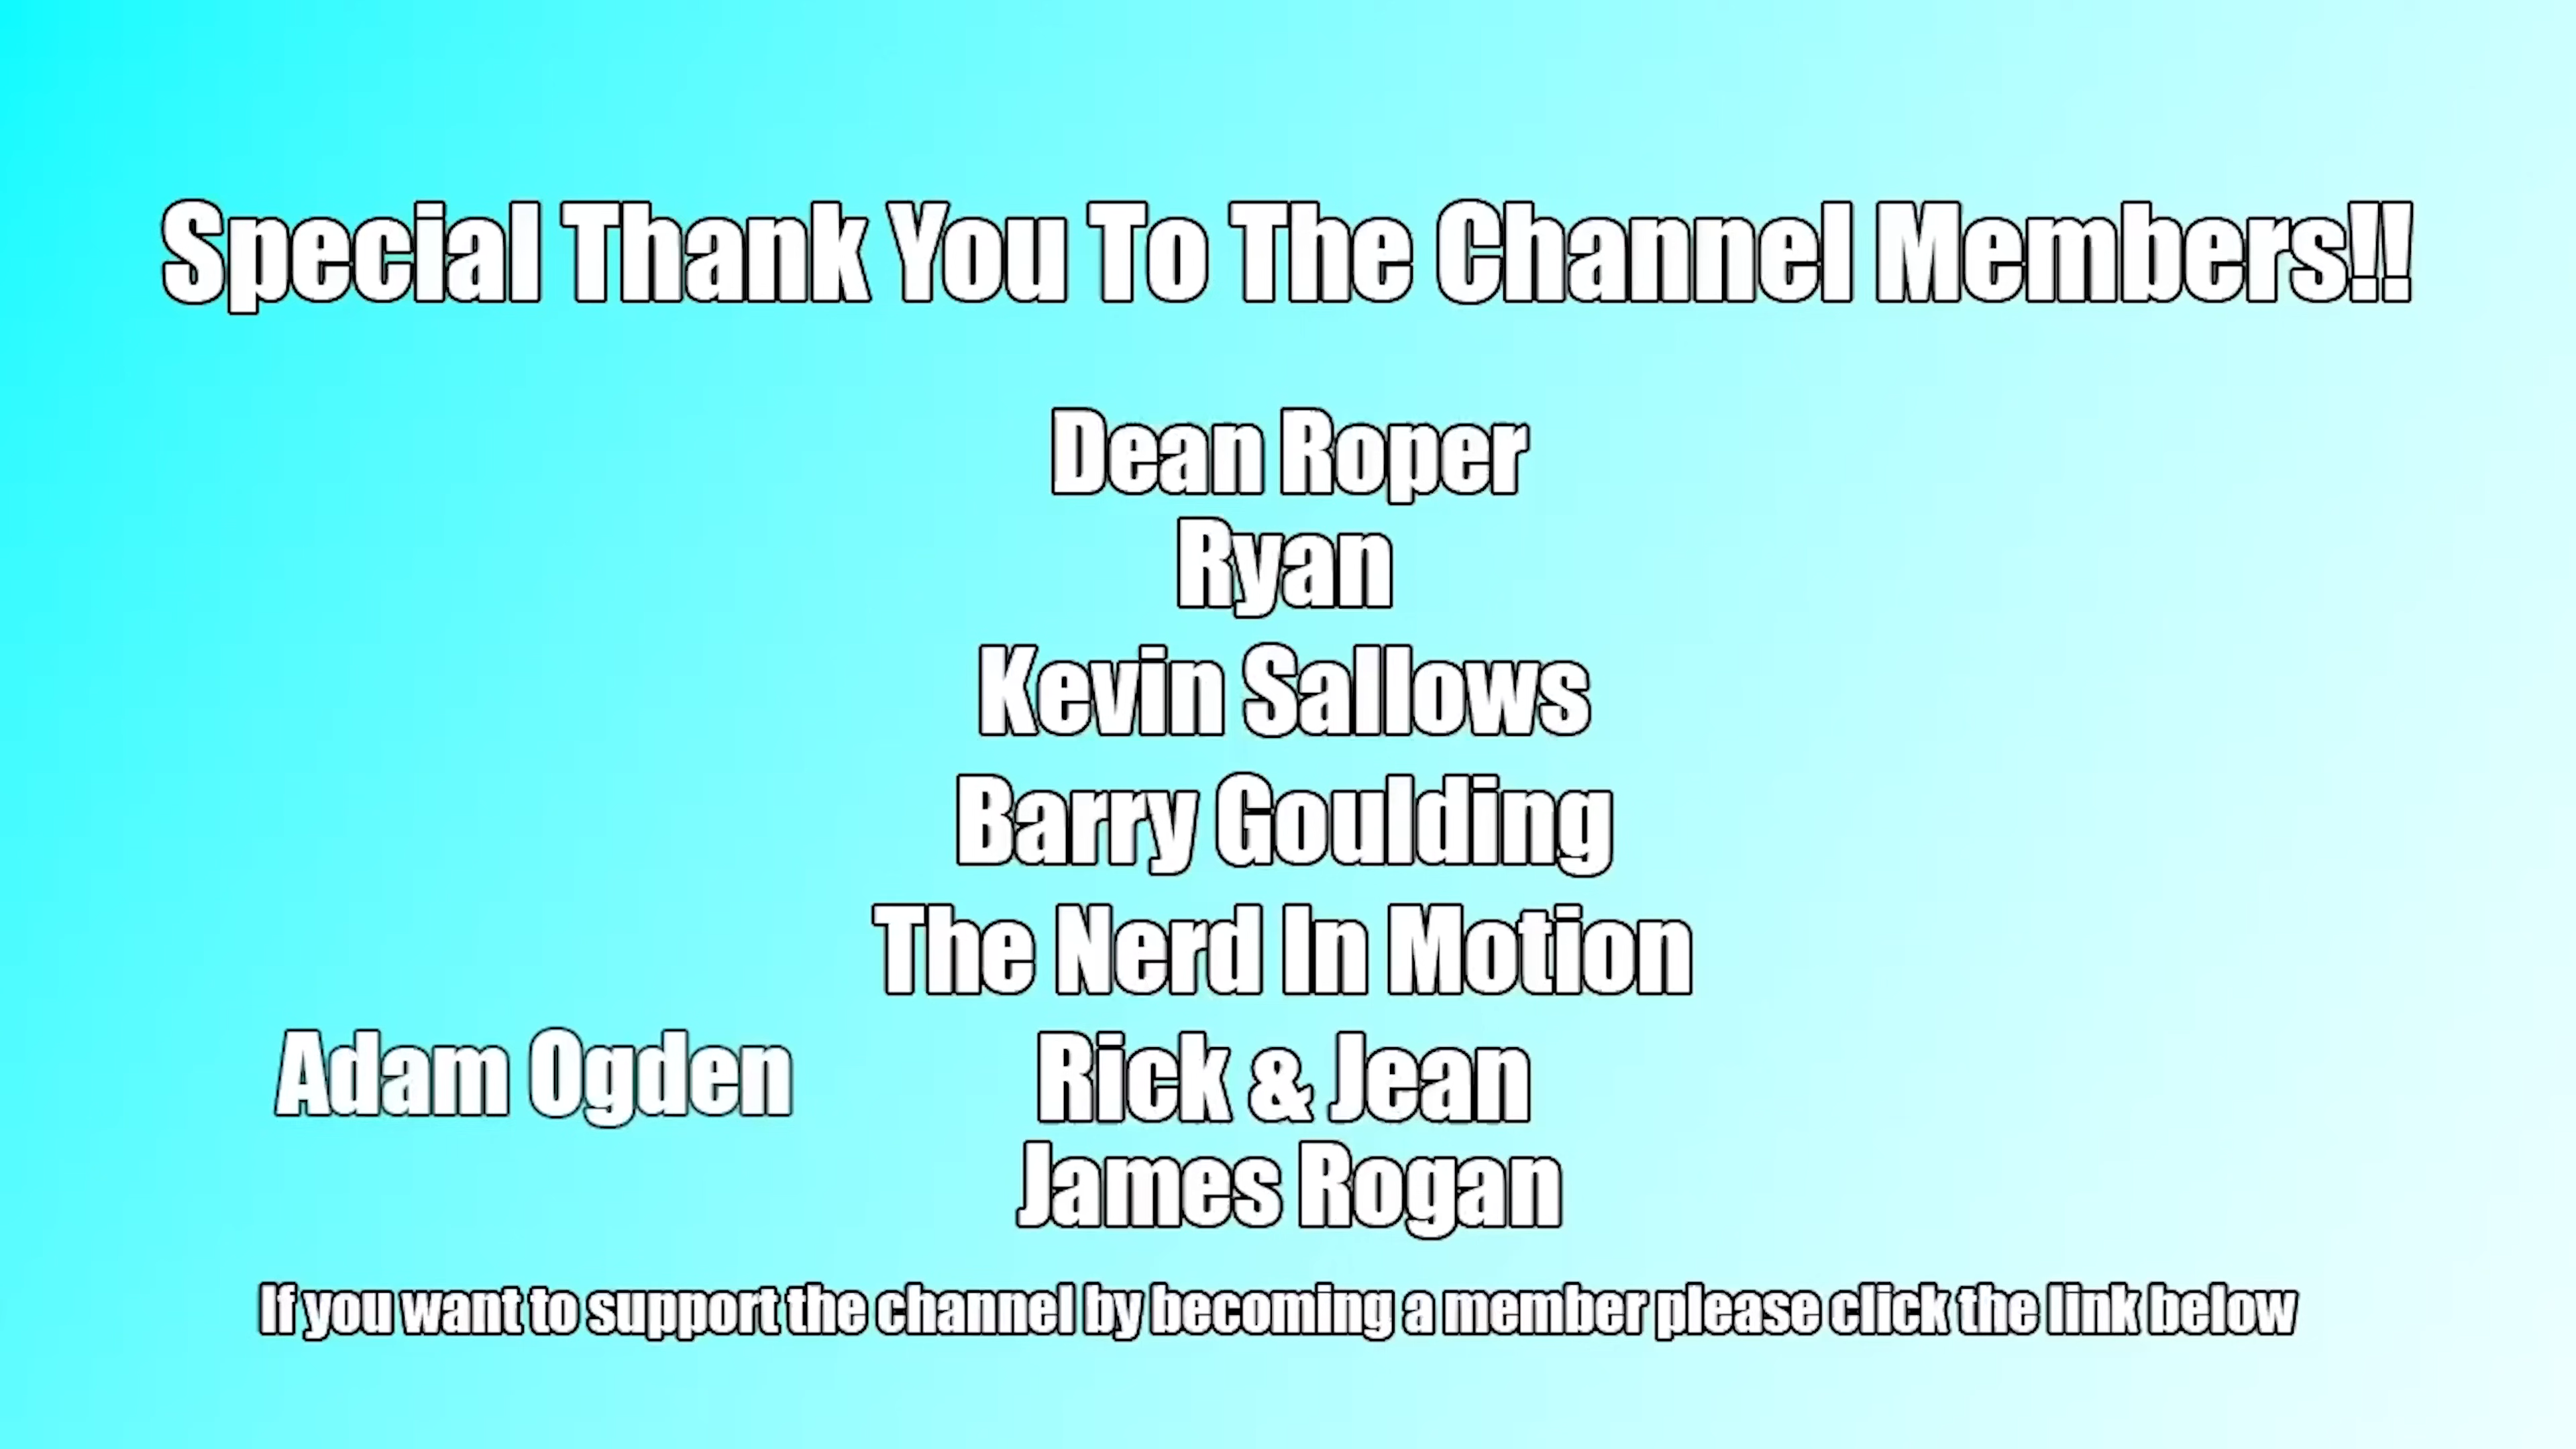 Special Thank You To The Channel Members!!
Dean Roper
Ryan
Kevin Sallows
Barry Goulding
The Nerd In Motion
Adam Ogden
Rick & Jean
James Rogan
If you want to support the channel by becoming a member please click the link below